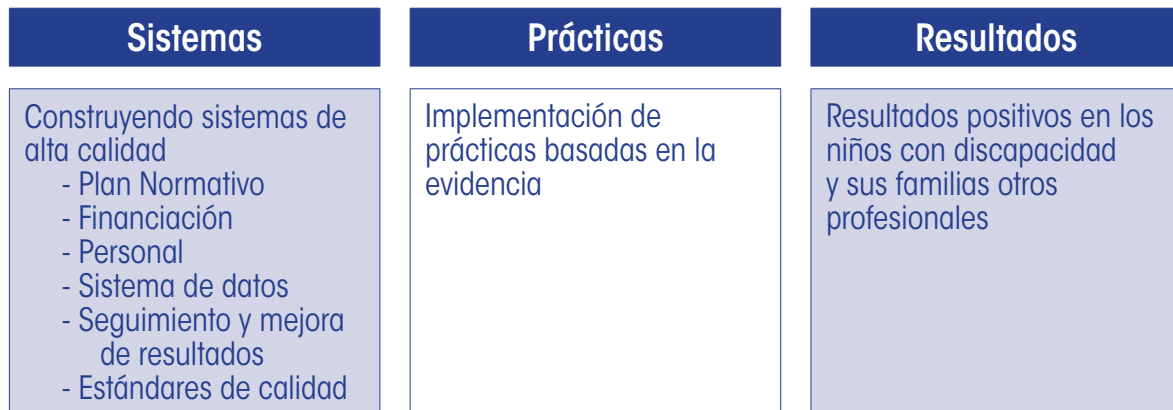 Sistemas
Construyendo sistemas de
alta calidad
- Plan Normativo
- Financiación
- Personal
- Sistema de datos
- Seguimiento y mejora
de resultados
- Estándares de calidad
Prácticas
Implementación de
prácticas basadas en la
evidencia
Resultados
Resultados positivos en los
niños con discapacidad
y sus familias otros
profesionales